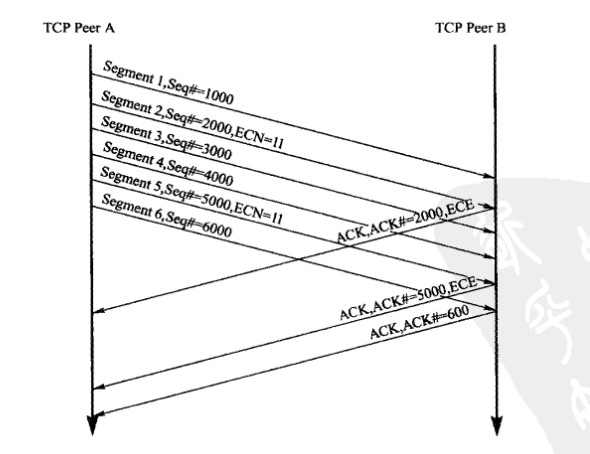 TCP Peer A
TCP Peer B
Segment 1,Seq#=1000
Segment 2,Seq#=2000,ECN=11
Segment 3,Seq#=3000
Segment 4,Seq#=4000
Segment 5,Seq#=5000,ECN=11
Segment 6,Seq#=6000
ACK,ACK#=2000,ECE
ACK,ACK#=5000,ECE
ACK,ACK#=600